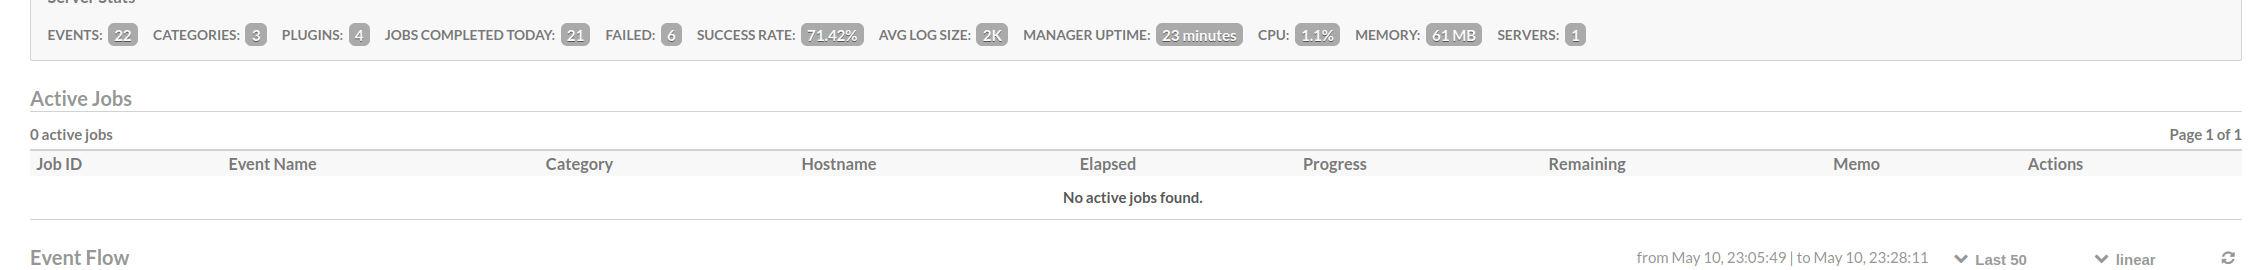 Server Stats
EVENTS: 22 CATEGORIES: 3 PLUGINS: 4 JOBS COMPLETED TODAY: 21 FAILED: 6 SUCCESS RATE: 71.42% AVG LOG SIZE: 2K MANAGER UPTIME: 23 minutes CPU: 1.1% MEMORY: 61 MB SERVERS: 1
Active Jobs
0 active jobs Page 1 of 1
Job ID Event Name Category Hostname Elapsed Progress Remaining Memo Actions
No active jobs found.
Event Flow from May 10, 23:05:49 | to May 10, 23:28:11 Last 50 linear